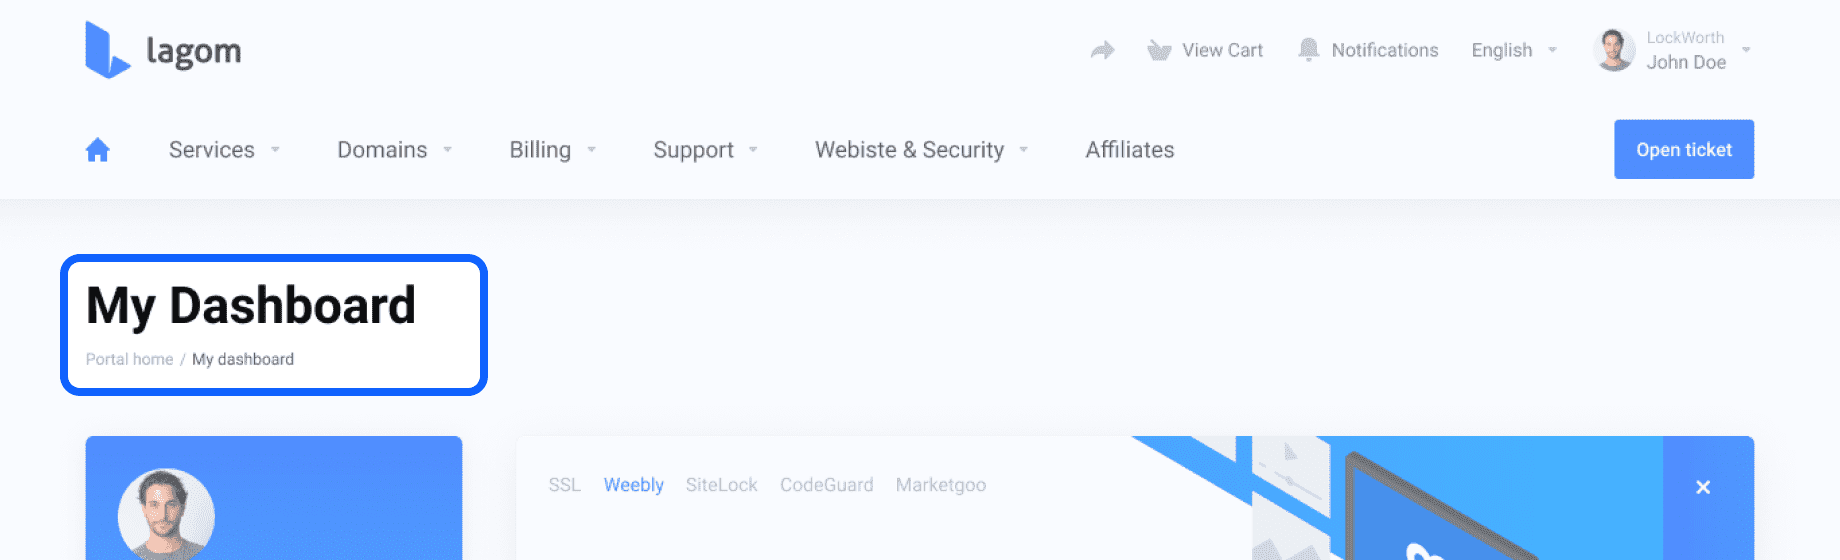 lagom
View Cart
Notifications
English
LockWorth
John Doe
Services
Domains
Billing
Support
Webiste & Security
Affiliates
Open ticket
My Dashboard
Portal home / My dashboard
SSL
Weebly
SiteLock
CodeGuard
Marketgoo